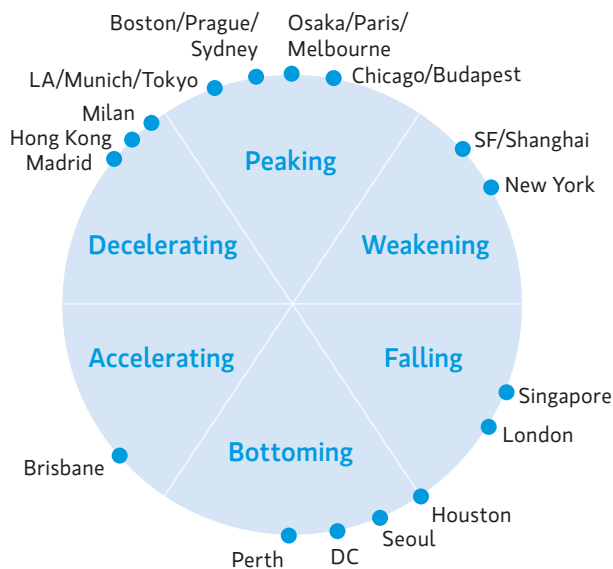 Boston/Prague/
Sydney
Osaka/Paris/
Melbourne
LA/Munich/Tokyo
Chicago/Budapest
Milan
Hong Kong
Madrid
SF/Shanghai
New York
Peaking
Decelerating
Weakening
Accelerating
Falling
Bottoming
Singapore
London
Brisbane
Houston
Seoul
DC
Perth